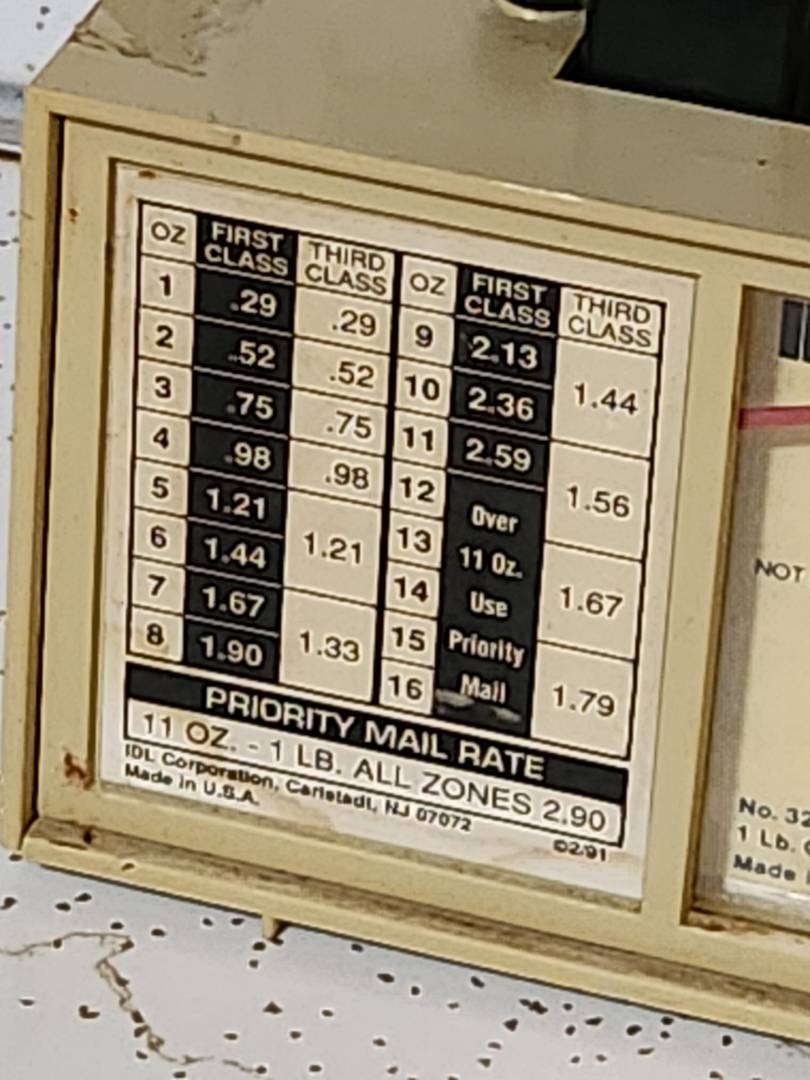 OZ FIRST CLASS THIRD CLASS OZ FIRST CLASS THIRD CLASS
1 .29 .29 9 2.13 1.44
2 .52 .52 10 2.36
3 .75 .75 11 2.59 1.56
4 .98 .98 12 Over
5 1.21 1.21 13 11 Oz. 1.67
6 1.44 14 Use
7 1.67 1.33 15 Priority 1.79
8 1.90 16 Mail
PRIORITY MAIL RATE
11 OZ. - 1 LB. ALL ZONES 2.90
IDL Corporation, Carlstadt, NJ 07072
Made in U.S.A.
©2/91
NOT
No. 32
1 Lb.
Made